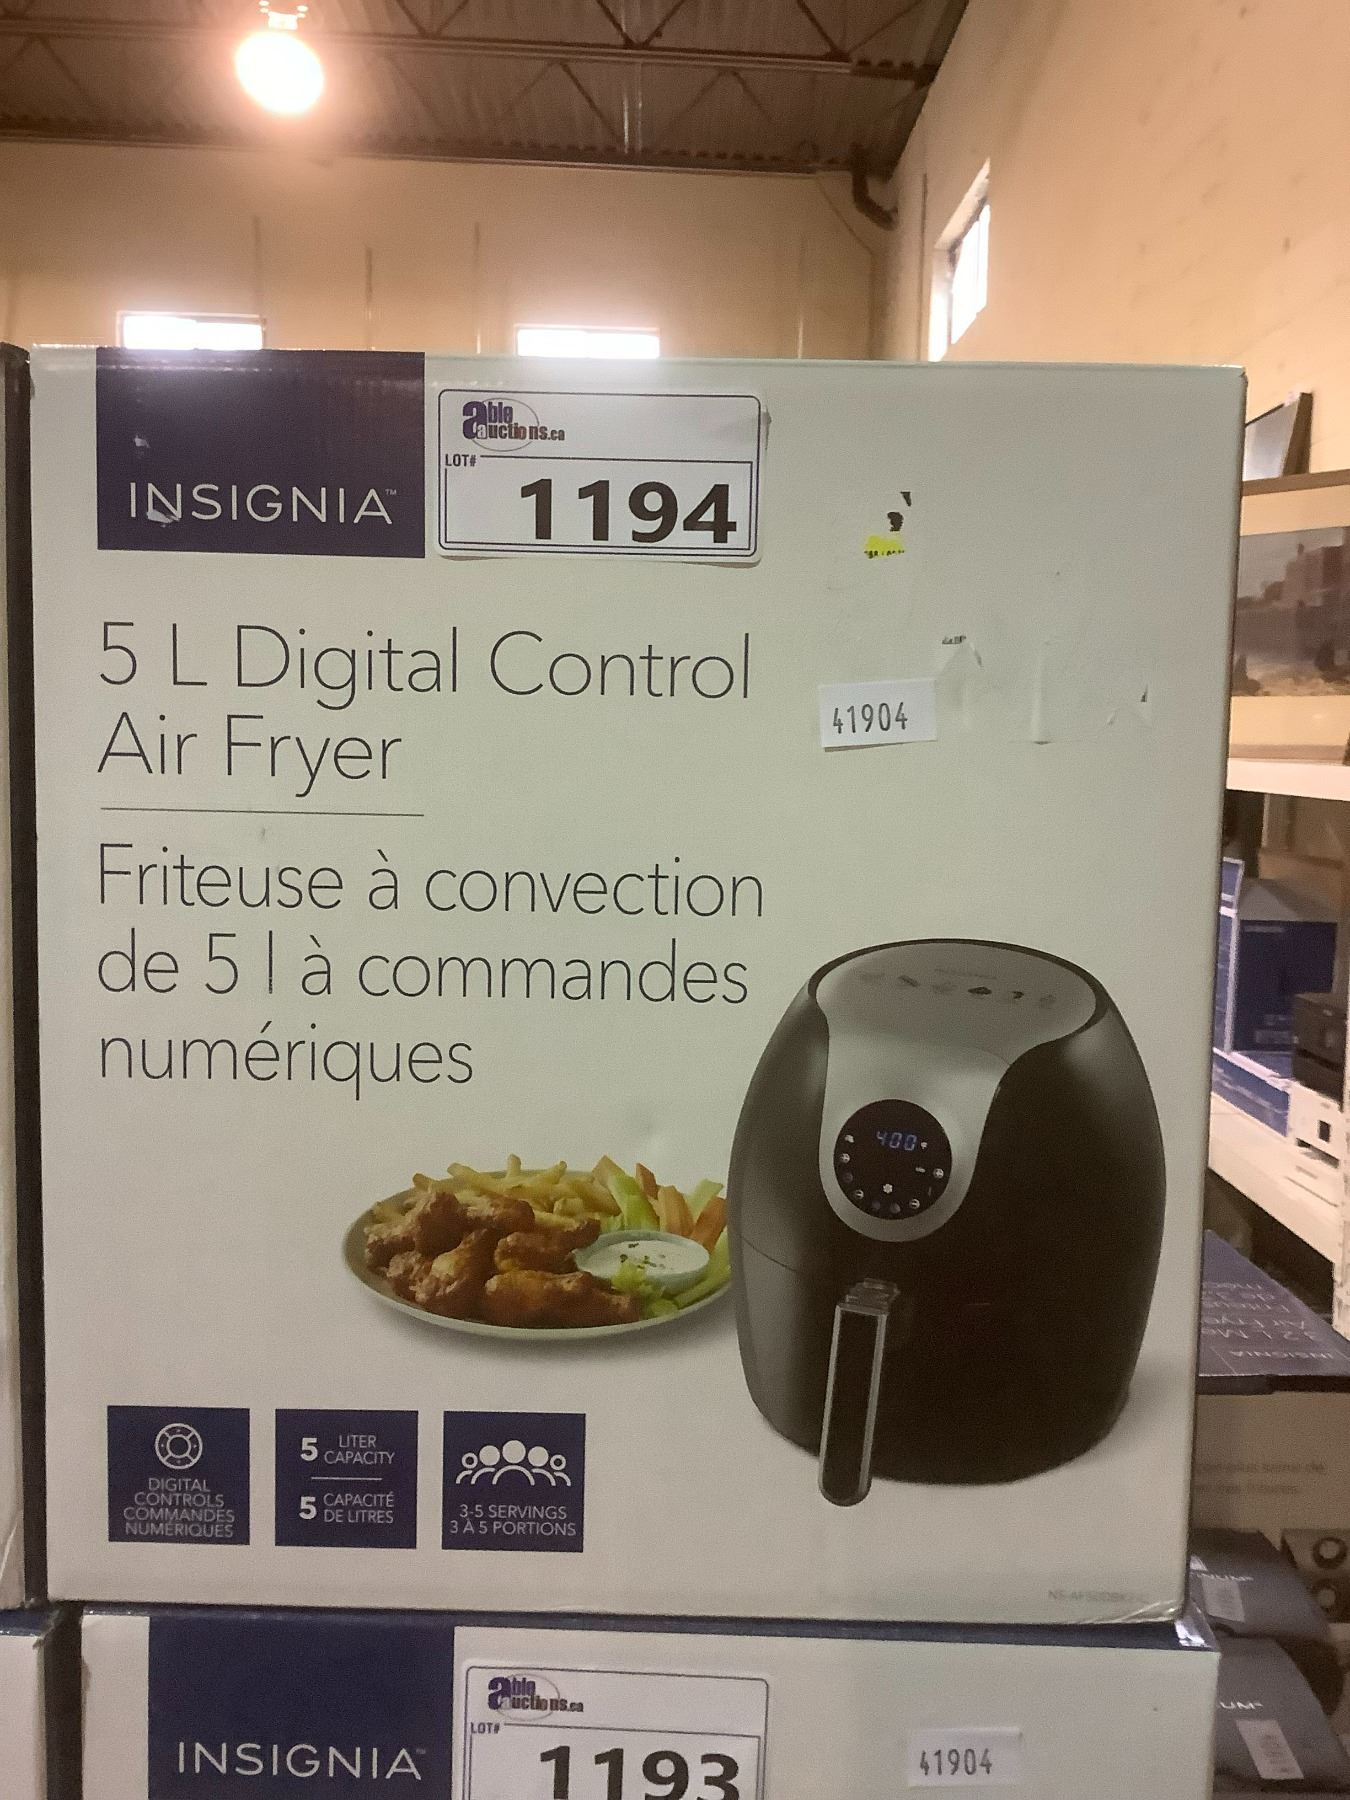 INSIGNIA™
able auctions.ca
LOT#
1194
5 L Digital Control
Air Fryer
41904
Friteuse à convection
de 5 l à commandes
numériques
400
DIGITAL
CONTROLS
COMMANDES
NUMÉRIQUES
5 LITER
CAPACITY
5 CAPACITÉ
DE LITRES
3-5 SERVINGS
3 À 5 PORTIONS
INSIGNIA™
able auctions.ca
LOT#
1193
41904
INSIGNIA